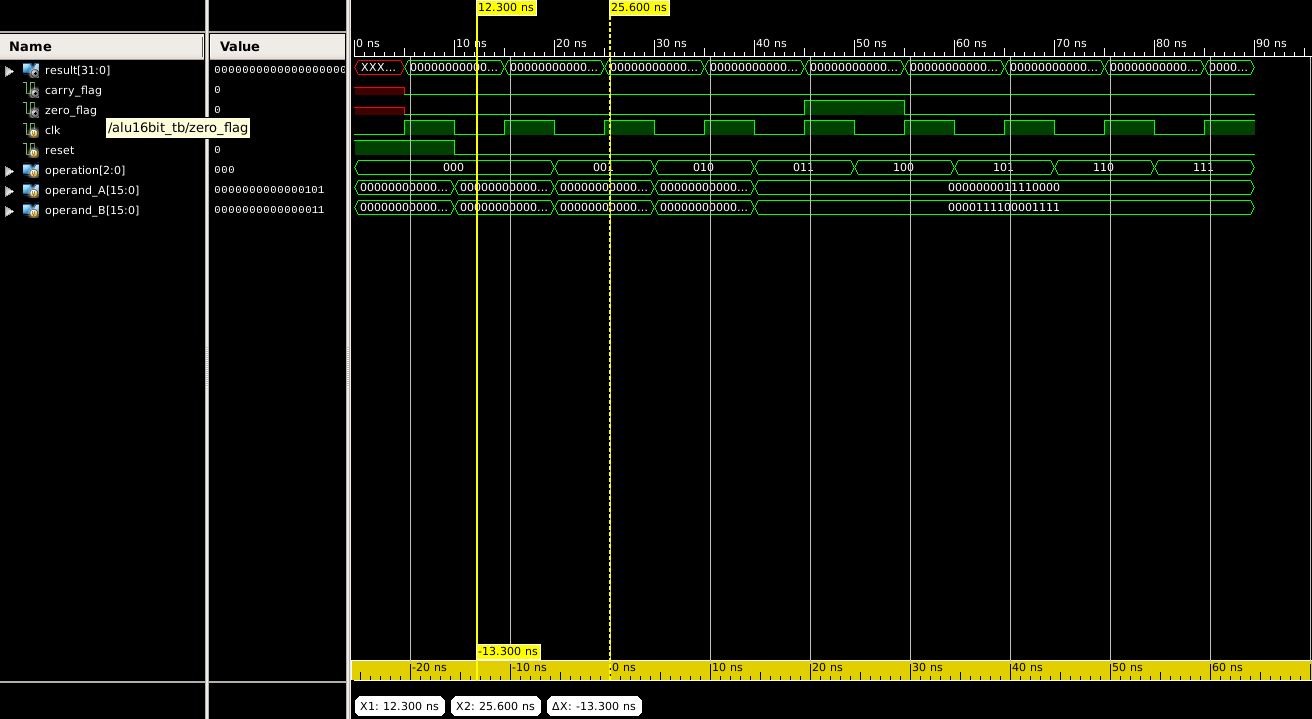 12.300 ns 25.600 ns
Name Value
0 ns 10 ns 20 ns 30 ns 40 ns 50 ns 60 ns 70 ns 80 ns 90 ns
result[31:0] 0000000000000000000 XXX... 00000000000... 00000000000... 00000000000... 00000000000... 00000000000... 00000000000... 00000000000... 00000000000... 0000...
carry_flag 0
zero_flag 0
/alu16bit_tb/zero_flag
clk
reset 0
operation[2:0] 000 000 001 010 011 100 101 110 111
operand_A[15:0] 0000000000000101 00000000000... 00000000000... 00000000000... 00000000000... 0000000011110000
operand_B[15:0] 0000000000000011 00000000000... 00000000000... 00000000000... 00000000000... 0000111100001111
-13.300 ns
-20 ns -10 ns 0 ns 10 ns 20 ns 30 ns 40 ns 50 ns 60 ns
X1: 12.300 ns X2: 25.600 ns ΔX: -13.300 ns